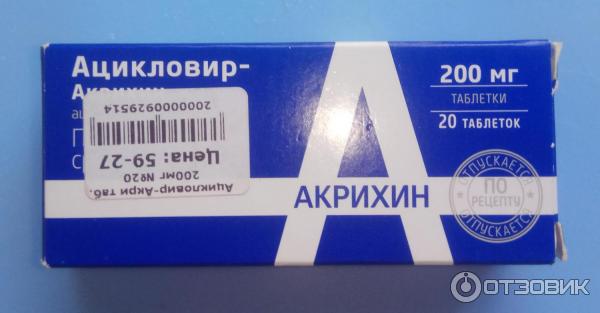 Ацикловир-
Акрихин
200 мг
ТАБЛЕТКИ
20 ТАБЛЕТОК
А
АКРИХИН
ОТПУСКАЕТСЯ
ПО
РЕЦЕПТУ
ОТПУСКАЕТСЯ
Ацикловир-Акри таб.
200мг №20
Цена: 59-27
2000000929514
ОТЗОВИК